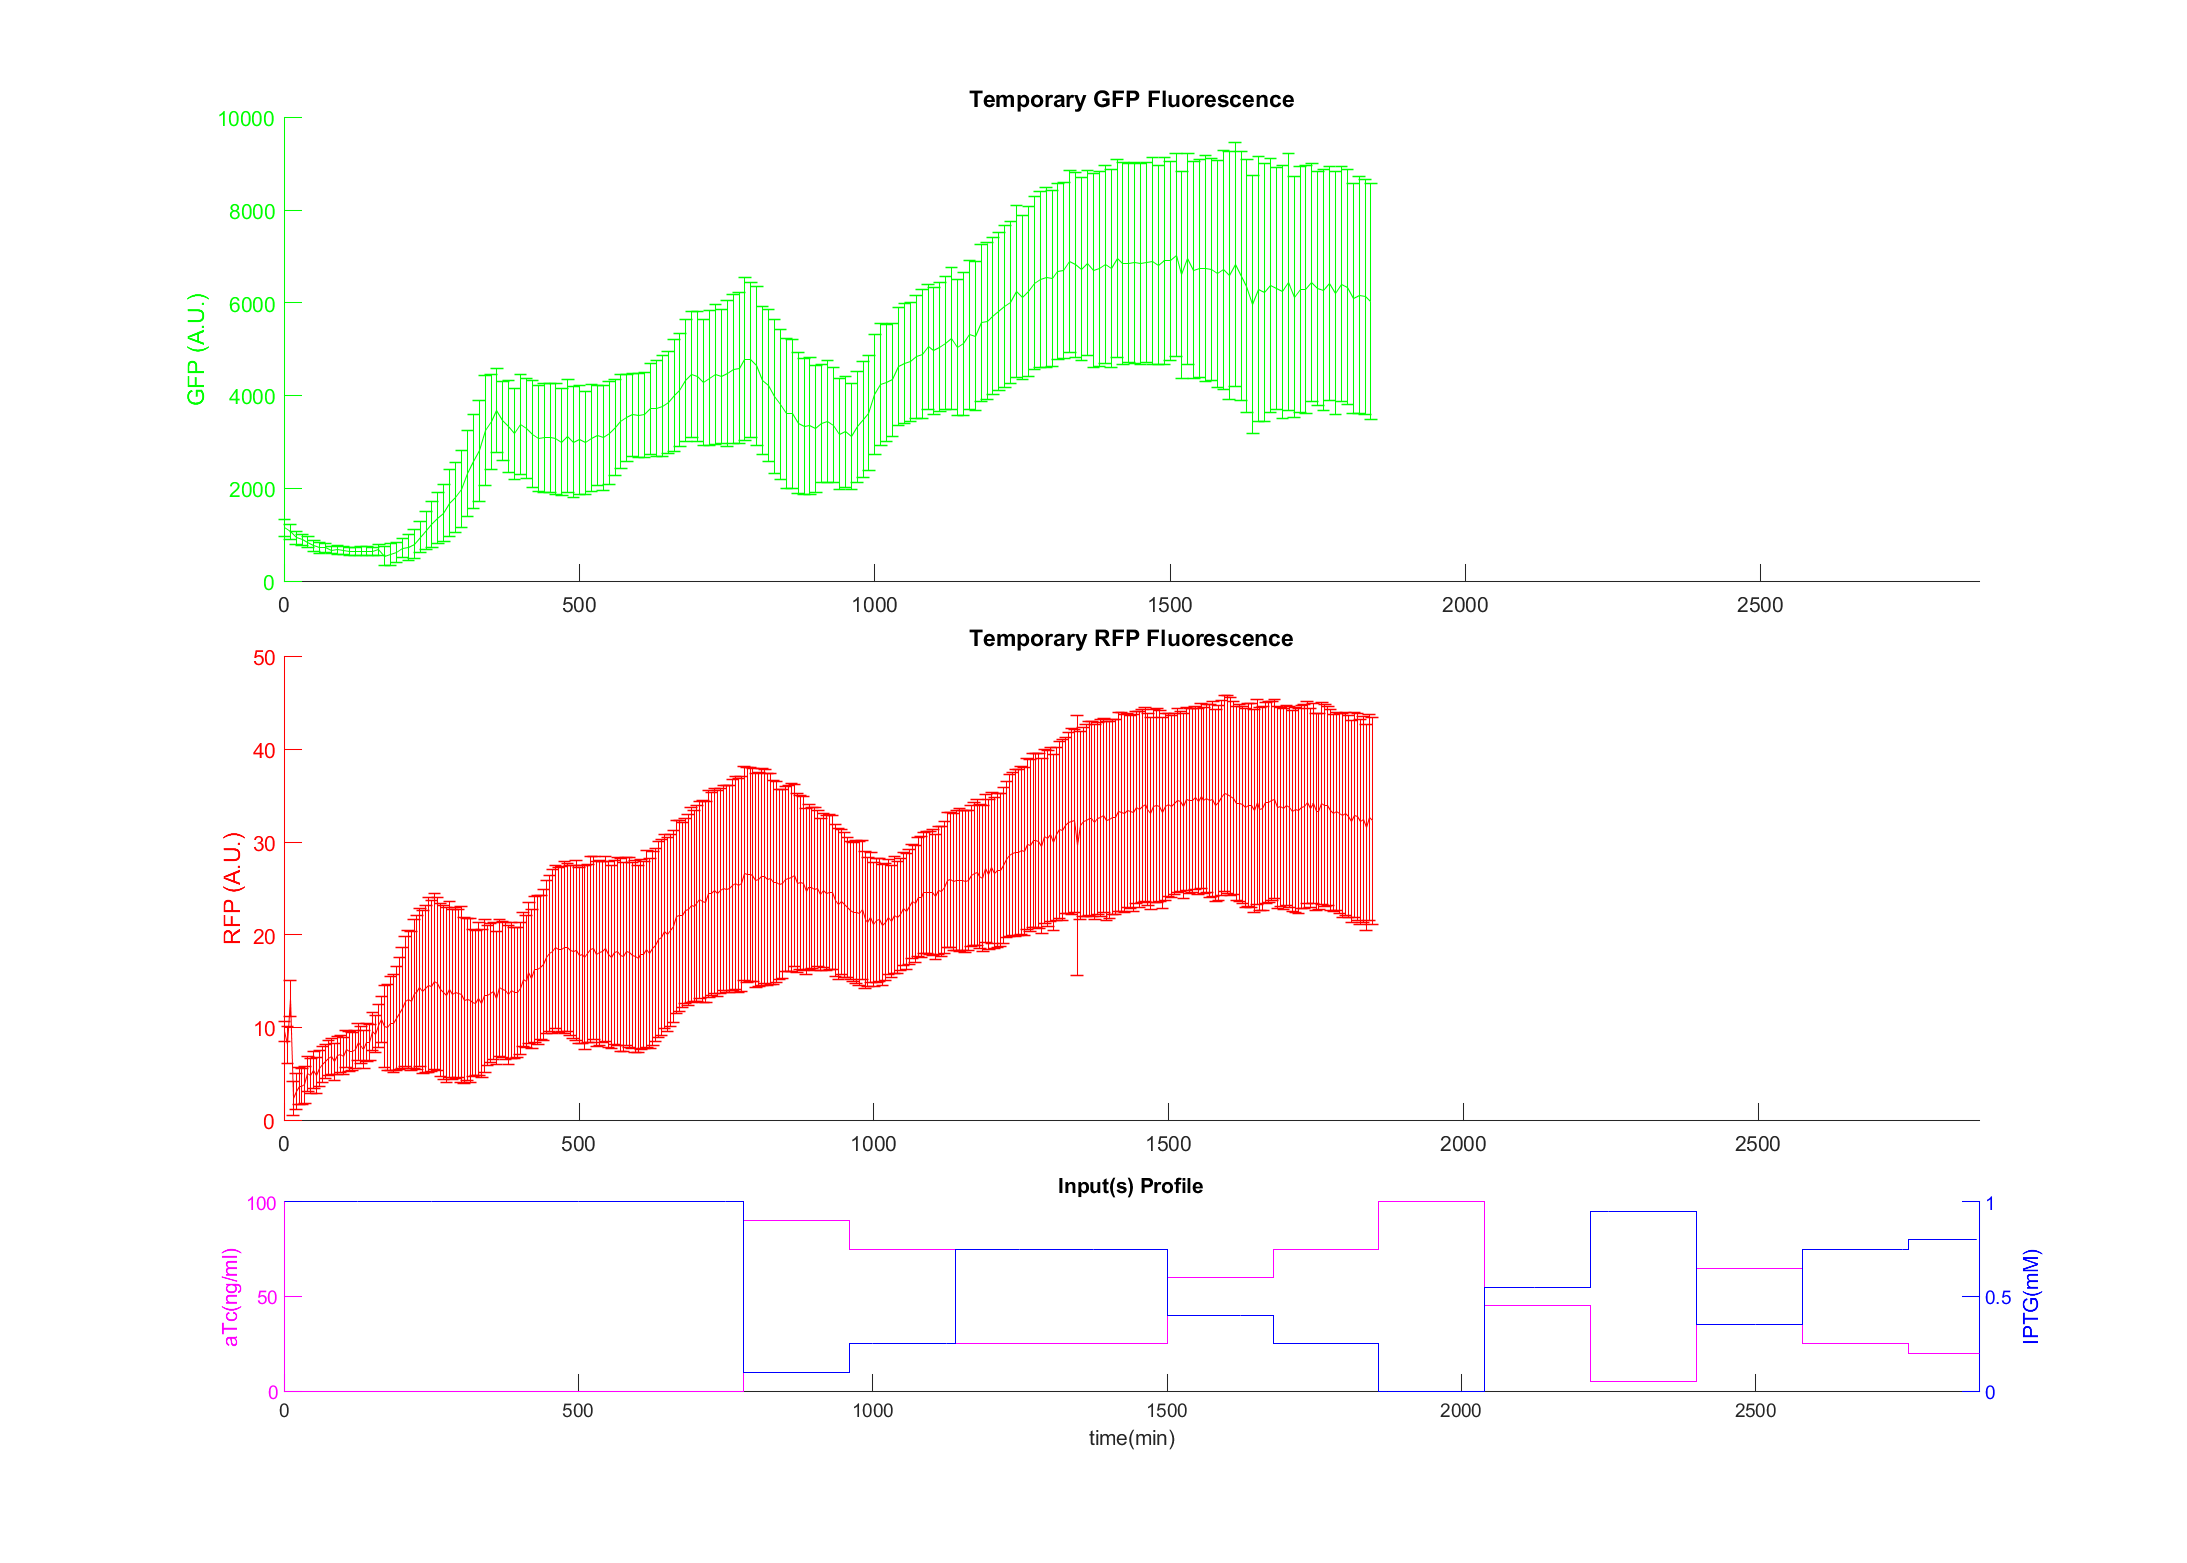 Temporary GFP Fluorescence
10000
8000
6000
4000
2000
0
GFP (A.U.)
0 500 1000 1500 2000 2500
Temporary RFP Fluorescence
50
40
30
20
10
0
RFP (A.U.)
0 500 1000 1500 2000 2500
Input(s) Profile
100
50
0
aTc(ng/ml)
1
0.5
0
IPTG(mM)
0 500 1000 1500 2000 2500
time(min)